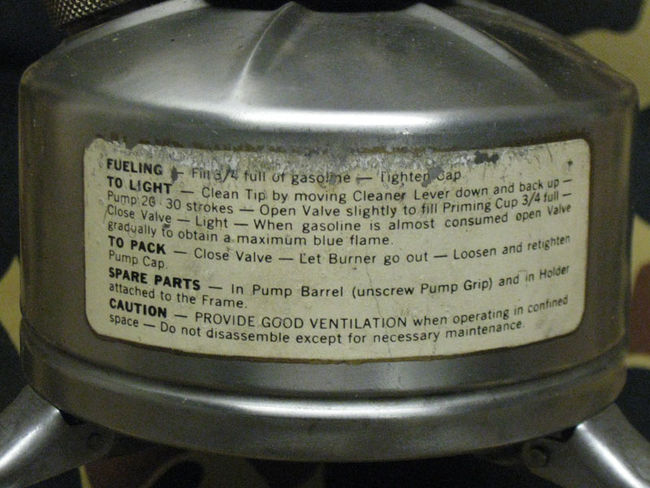 FUELING — Fill 3/4 full of gasoline — Tighten Cap
TO LIGHT — Clean Tip by moving Cleaner Lever down and back up —
Pump 20 - 30 strokes — Open Valve slightly to fill Priming Cup 3/4 full —
Close Valve — Light — When gasoline is almost consumed open Valve
gradually to obtain a maximum blue flame.
TO PACK — Close Valve — Let Burner go out — Loosen and retighten
Pump Cap.
SPARE PARTS — In Pump Barrel (unscrew Pump Grip) and in Holder
attached to the Frame.
CAUTION — PROVIDE GOOD VENTILATION when operating in confined
space — Do not disassemble except for necessary maintenance.